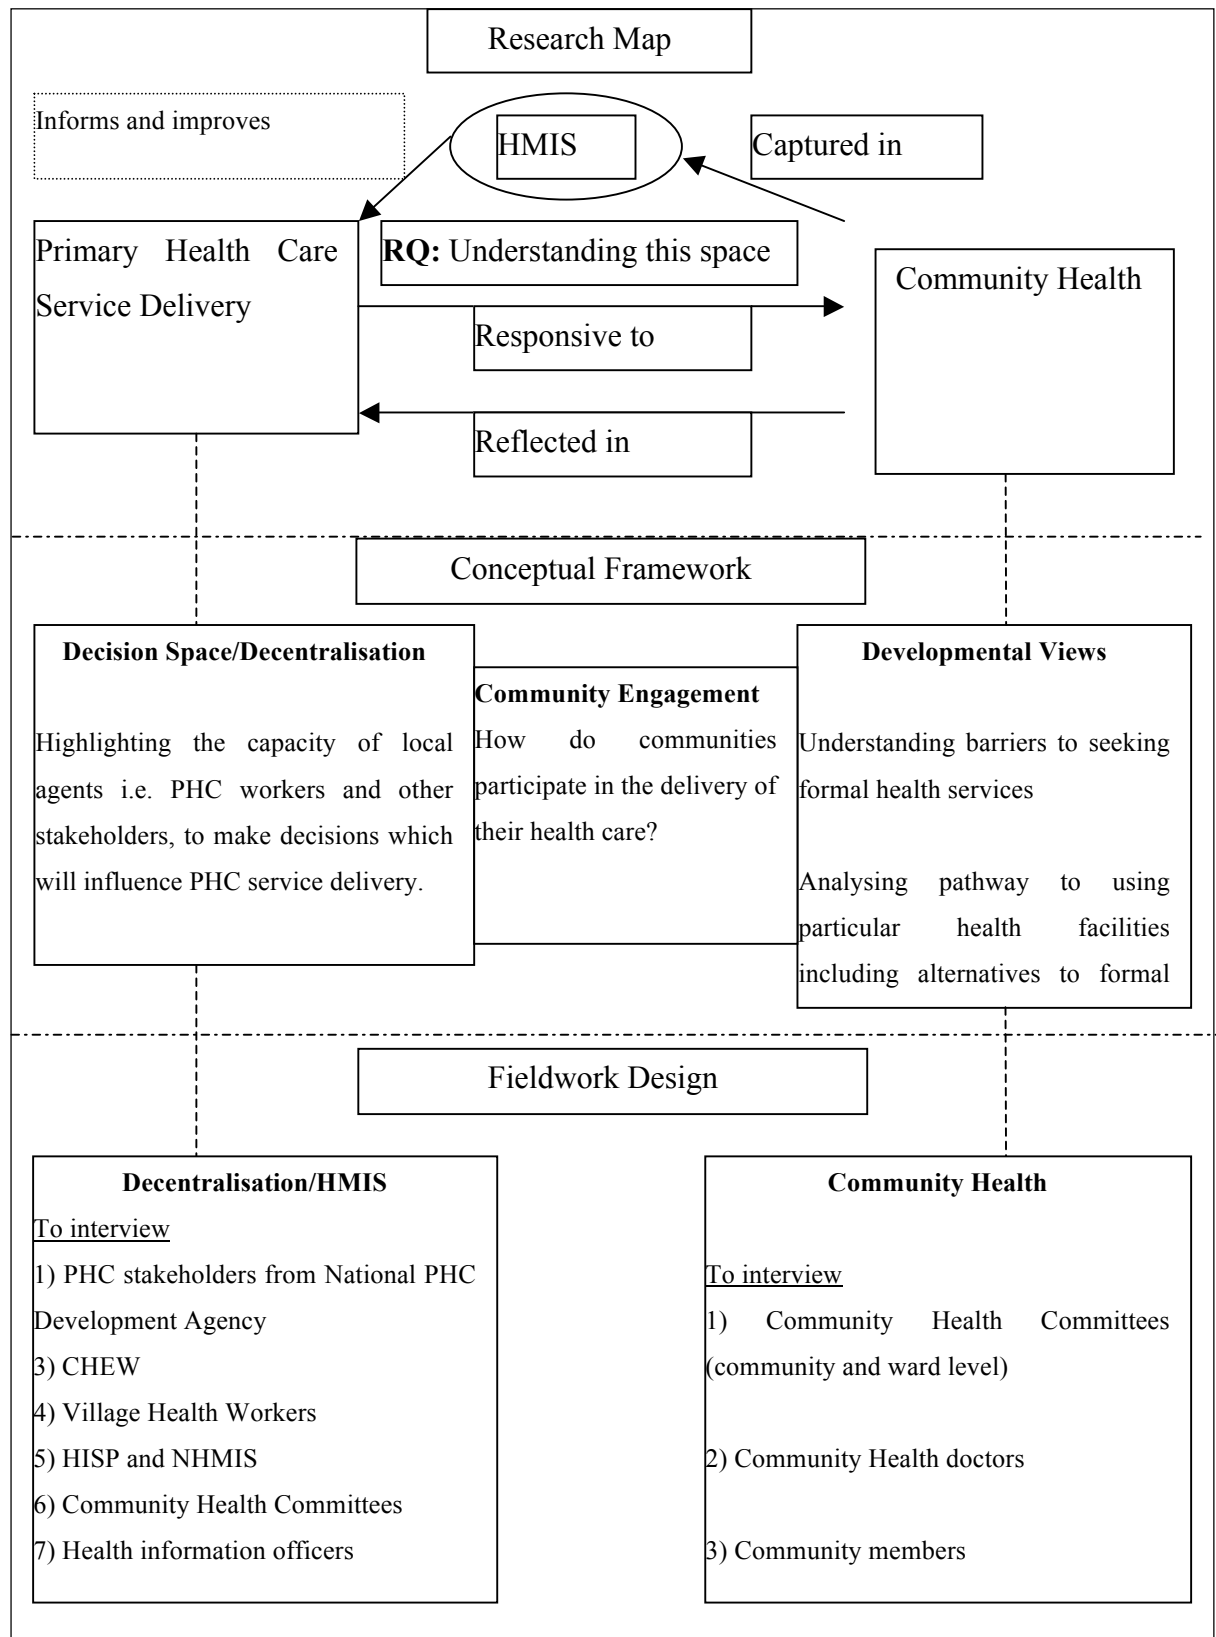 Research Map
Informs and improves
HMIS
Captured in
Primary Health Care
Service Delivery
RQ: Understanding this space
Community Health
Responsive to
Reflected in
Conceptual Framework
Decision Space/Decentralisation
Highlighting the capacity of local
agents i.e. PHC workers and other
stakeholders, to make decisions which
will influence PHC service delivery.
Community Engagement
How do communities
participate in the delivery of
their health care?
Developmental Views
Understanding barriers to seeking
formal health services
Analysing pathway to using
particular health facilities
including alternatives to formal
Fieldwork Design
Decentralisation/HMIS
To interview
1) PHC stakeholders from National PHC
Development Agency
3) CHEW
4) Village Health Workers
5) HISP and NHMIS
6) Community Health Committees
7) Health information officers
Community Health
To interview
1) Community Health Committees
(community and ward level)
2) Community Health doctors
3) Community members